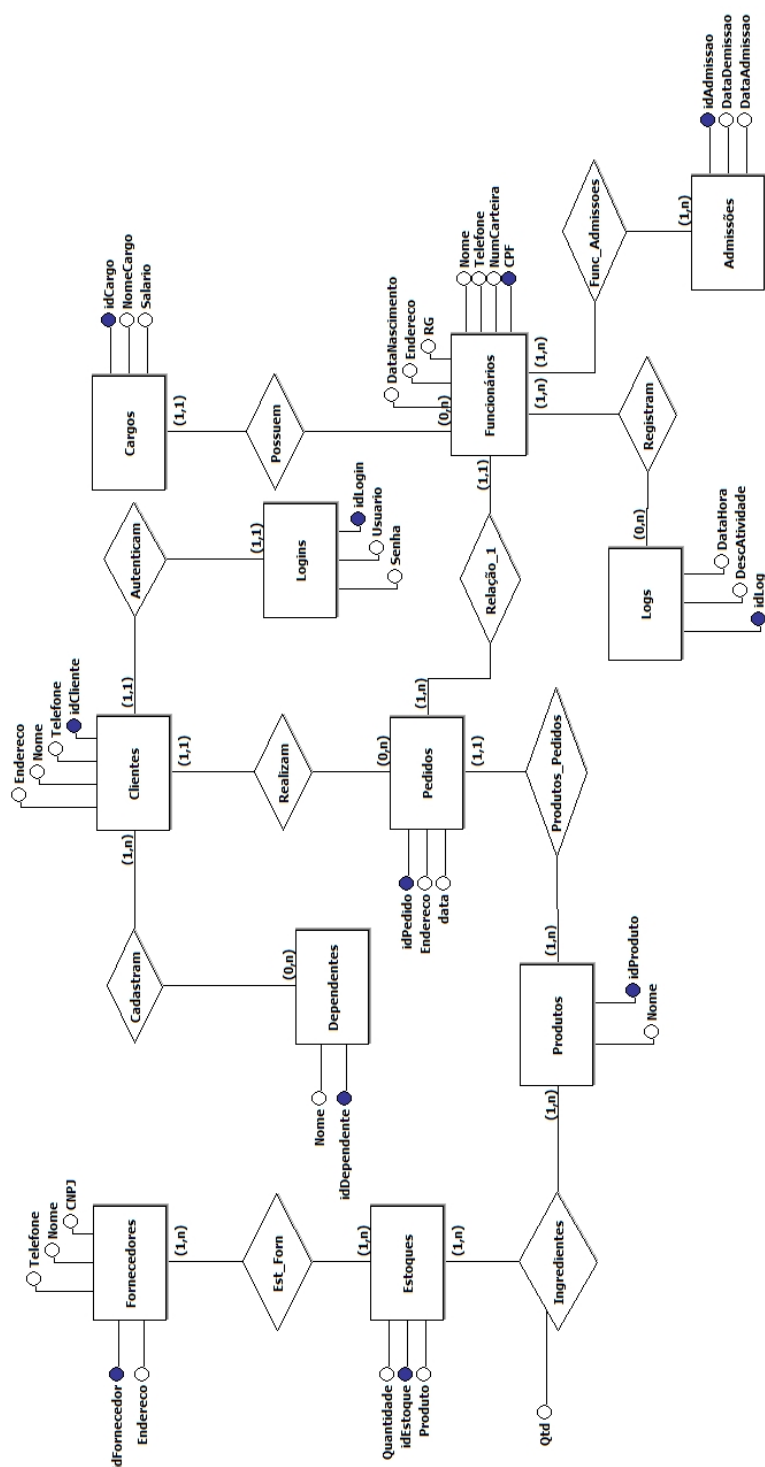 Telefone
Nome
CNPJ
Fornecedores
dFornecedor
Endereco
(1,n)
Est_Forn
(1,n)
Estoques
Quantidade
idEstoque
Produto
(1,n)
Ingredientes
Qtd
(1,n)
Produtos
idProduto
Nome
(1,n)
Produtos_Pedidos
(1,1)
Pedidos
idPedido
Endereco
data
(0,n)
Realizam
(1,1)
Clientes
Endereco
Nome
Telefone
idCliente
(1,n)
Cadastram
(0,n)
Dependentes
Nome
idDependente
(1,1)
Autenticam
(1,1)
Logins
idLogin
Usuario
Senha
Cargos
idCargo
NomeCargo
Salario
(1,1)
Possuem
(0,n)
Funcionários
DataNascimento
Endereco
RG
Nome
Telefone
NumCarteira
CPF
(1,1)
Relação_1
(1,n)
(1,n)
Registram
(0,n)
Logs
DataHora
DescAtividade
idLog
(1,n)
Func_Admissoes
(1,n)
Admissões
idAdmissao
DataDemissao
DataAdmissao